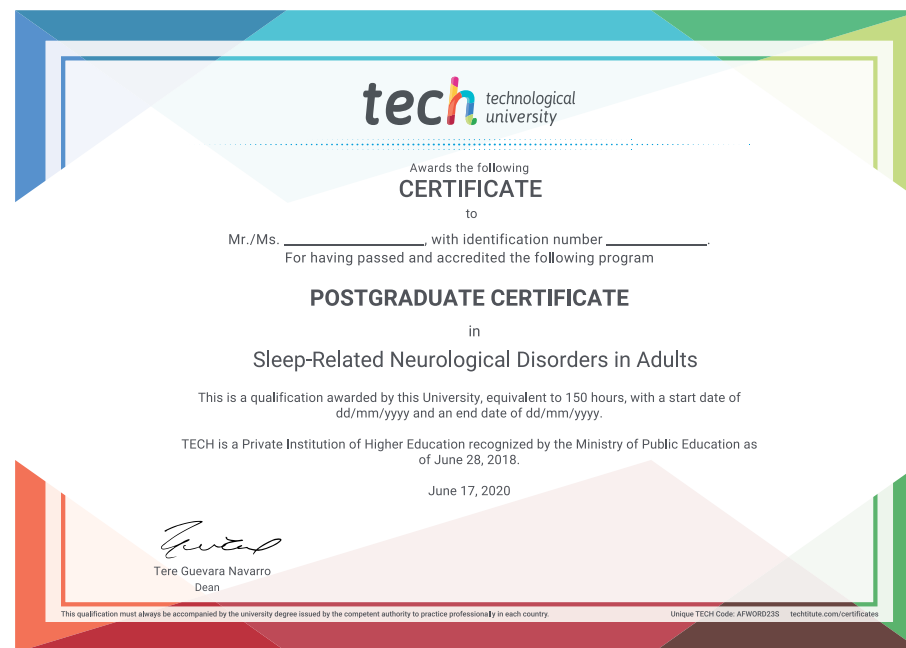 tech technological
university
Awards the following
CERTIFICATE
to
Mr./Ms. ____________________, with identification number ______________.
For having passed and accredited the following program
POSTGRADUATE CERTIFICATE
in
Sleep-Related Neurological Disorders in Adults
This is a qualification awarded by this University, equivalent to 150 hours, with a start date of
dd/mm/yyyy and an end date of dd/mm/yyyy.
TECH is a Private Institution of Higher Education recognized by the Ministry of Public Education as
of June 28, 2018.
June 17, 2020
Tere Guevara Navarro
Dean
This qualification must always be accompanied by the university degree issued by the competent authority to practice professionally in each country. Unique TECH Code: AFWORD23S techtitute.com/certificates